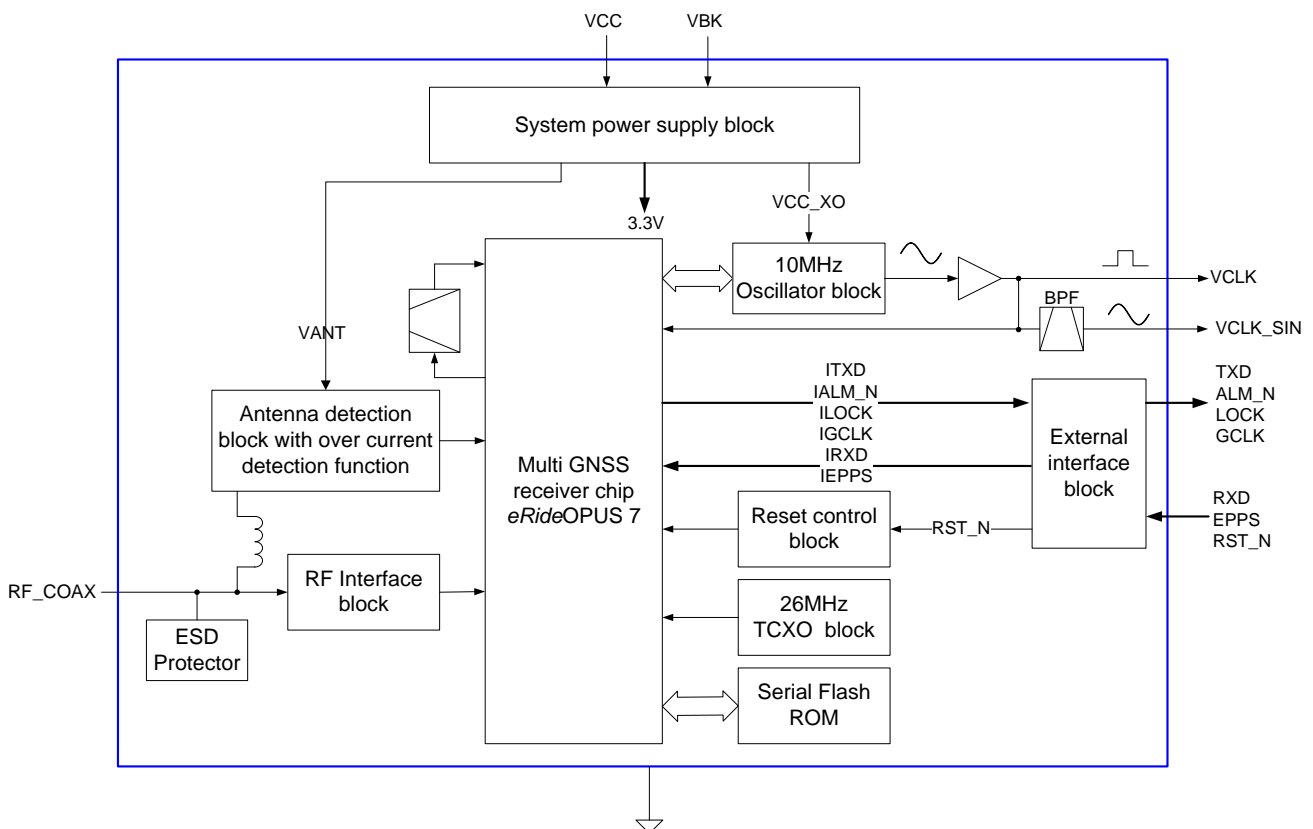 VCC
VBK
System power supply block
VCC_XO
3.3V
10MHz
Oscillator block
VCLK
BPF
VCLK_SIN
VANT
Antenna detection
block with over current
detection function
Multi GNSS
receiver chip
eRideOPUS 7
ITXD
IALM_N
ILOCK
IGCLK
IRXD
IEPPS
External
interface
block
TXD
ALM_N
LOCK
GCLK
RXD
EPPS
RST_N
Reset control
block
RST_N
RF_COAX
RF Interface
block
ESD
Protector
26MHz
TCXO block
Serial Flash
ROM